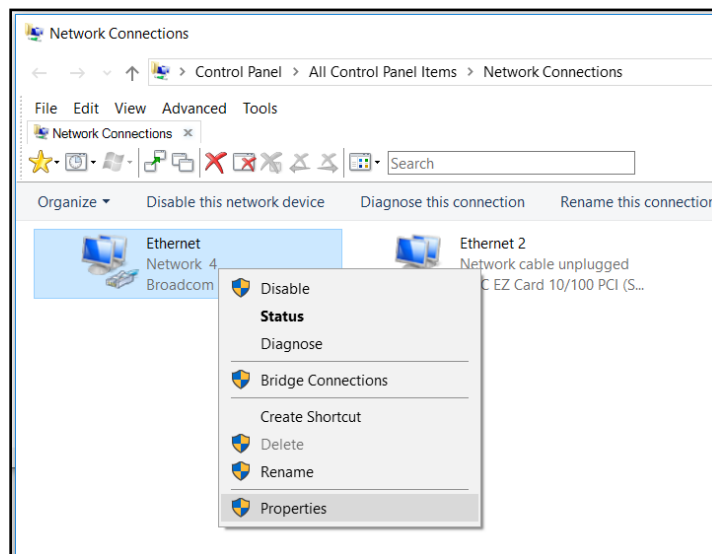 Network Connections
Control Panel > All Control Panel Items > Network Connections
File Edit View Advanced Tools
Network Connections
Search
Organize Disable this network device Diagnose this connection Rename this connection
Ethernet
Network 4
Broadcom
Ethernet 2
Network cable unplugged
C EZ Card 10/100 PCI (S...
Disable
Status
Diagnose
Bridge Connections
Create Shortcut
Delete
Rename
Properties